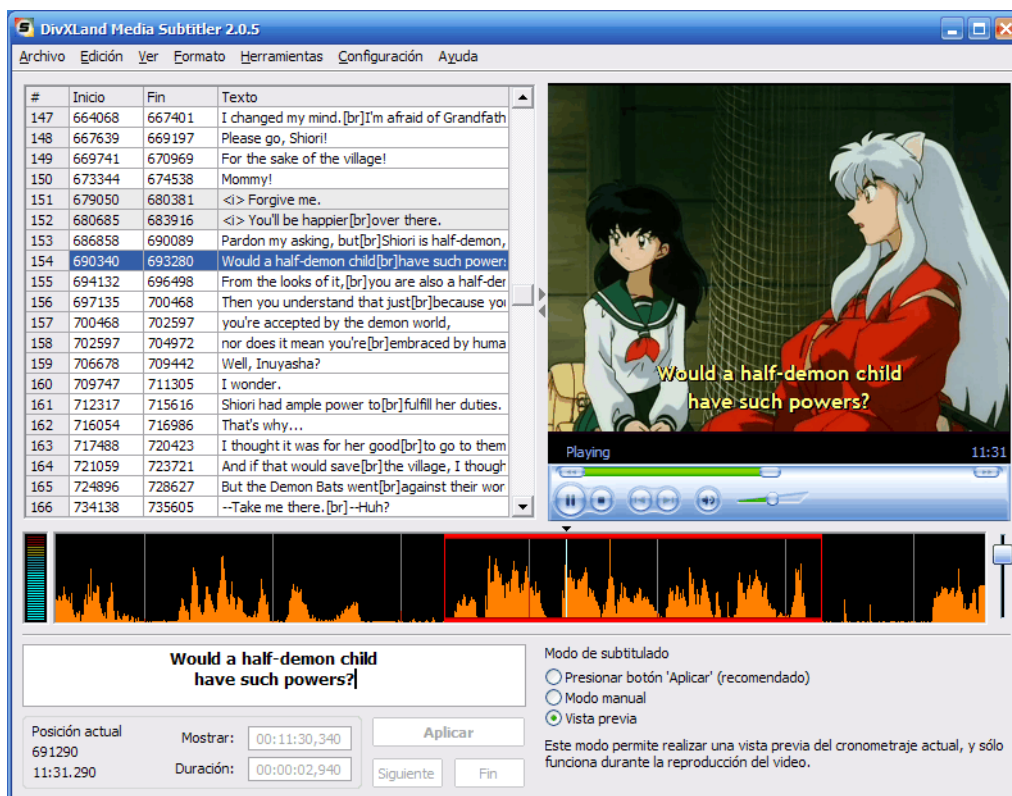 DivXLand Media Subtitler 2.0.5
Archivo Edición Ver Formato Herramientas Configuración Ayuda
# Inicio Fin Texto
147 664068 667401 I changed my mind.[br]I'm afraid of Grandfath
148 667639 669197 Please go, Shiori!
149 669741 670969 For the sake of the village!
150 673344 674538 Mommy!
151 679050 680381 <i> Forgive me.
152 680685 683916 <i> You'll be happier[br]over there.
153 686858 690089 Pardon my asking, but[br]Shiori is half-demon,
154 690340 693280 Would a half-demon child[br]have such powers
155 694132 696498 From the looks of it,[br]you are also a half-der
156 697135 700468 Then you understand that just[br]because you
157 700468 702597 you're accepted by the demon world,
158 702597 704972 nor does it mean you're[br]embraced by huma
159 706678 709442 Well, Inuyasha?
160 709747 711305 I wonder.
161 712317 715616 Shiori had ample power to[br]fulfill her duties.
162 716054 716986 That's why...
163 717488 720423 I thought it was for her good[br]to go to them
164 721059 723721 And if that would save[br]the village, I though
165 724896 728627 But the Demon Bats went[br]against their wor
166 734138 735605 --Take me there.[br]--Huh?
Would a half-demon child
have such powers?
Playing 11:31
Would a half-demon child
have such powers?
Posición actual
691290
11:31.290
Mostrar: 00:11:30,340
Duración: 00:00:02,940
Aplicar
Siguiente Fin
Modo de subtitulado
Presionar botón 'Aplicar' (recomendado)
Modo manual
Vista previa
Este modo permite realizar una vista previa del cronometraje actual, y sólo
funciona durante la reproducción del video.